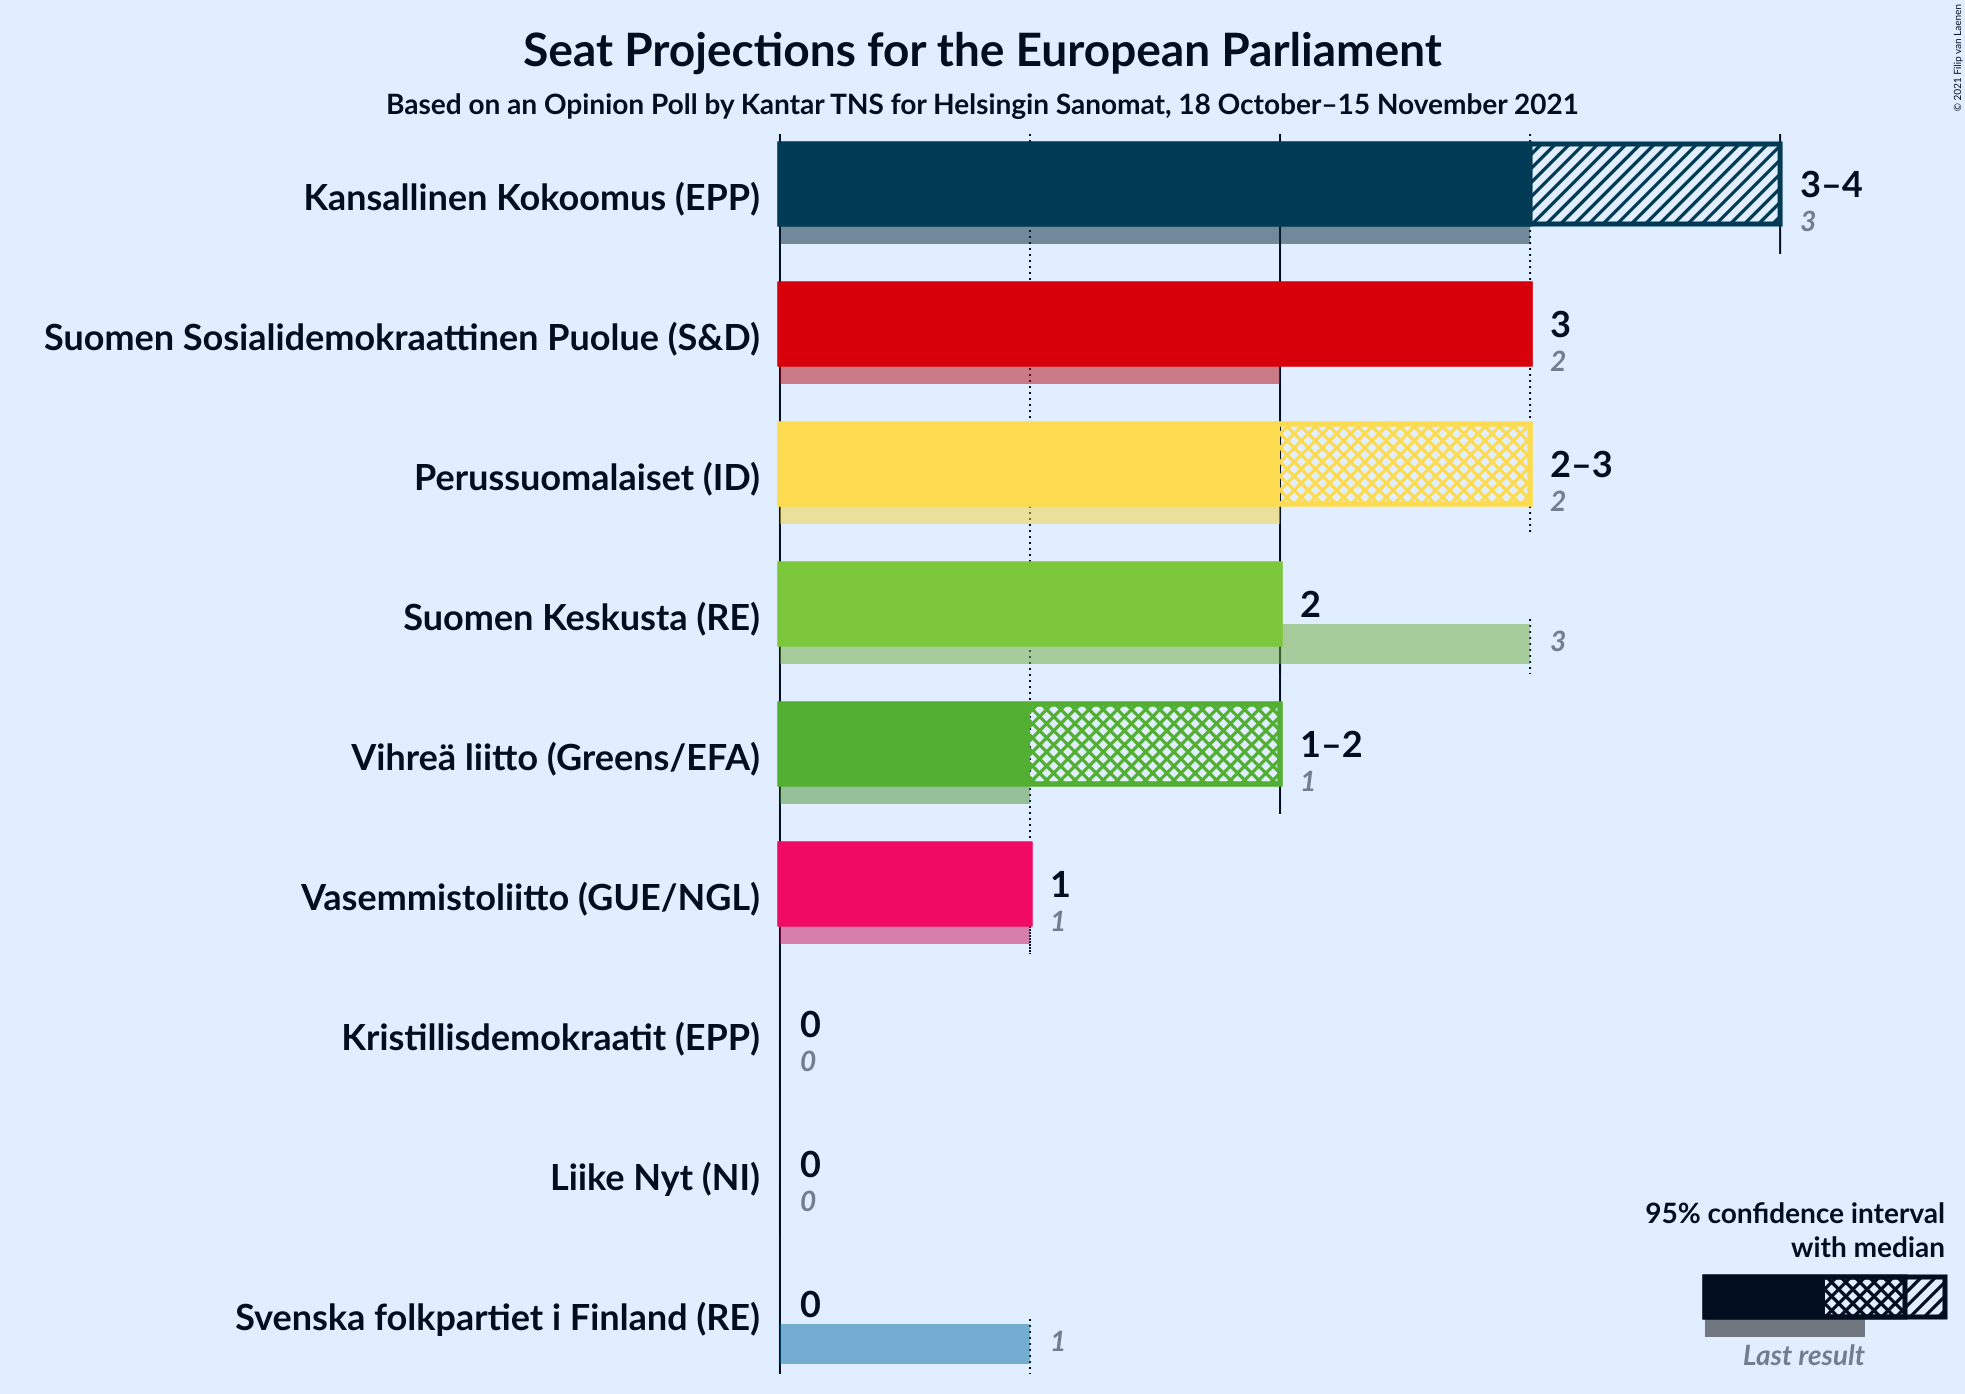 Seat Projections for the European Parliament
Based on an Opinion Poll by Kantar TNS for Helsingin Sanomat, 18 October–15 November 2021
© 2021 Filip van Laenen
Kansallinen Kokoomus (EPP)
3–4
3
Suomen Sosialidemokraattinen Puolue (S&D)
3
2
Perussuomalaiset (ID)
2–3
2
Suomen Keskusta (RE)
2
3
Vihreä liitto (Greens/EFA)
1–2
1
Vasemmistoliitto (GUE/NGL)
1
1
Kristillisdemokraatit (EPP)
0
0
Liike Nyt (NI)
0
0
Svenska folkpartiet i Finland (RE)
0
1
95% confidence interval
with median
Last result